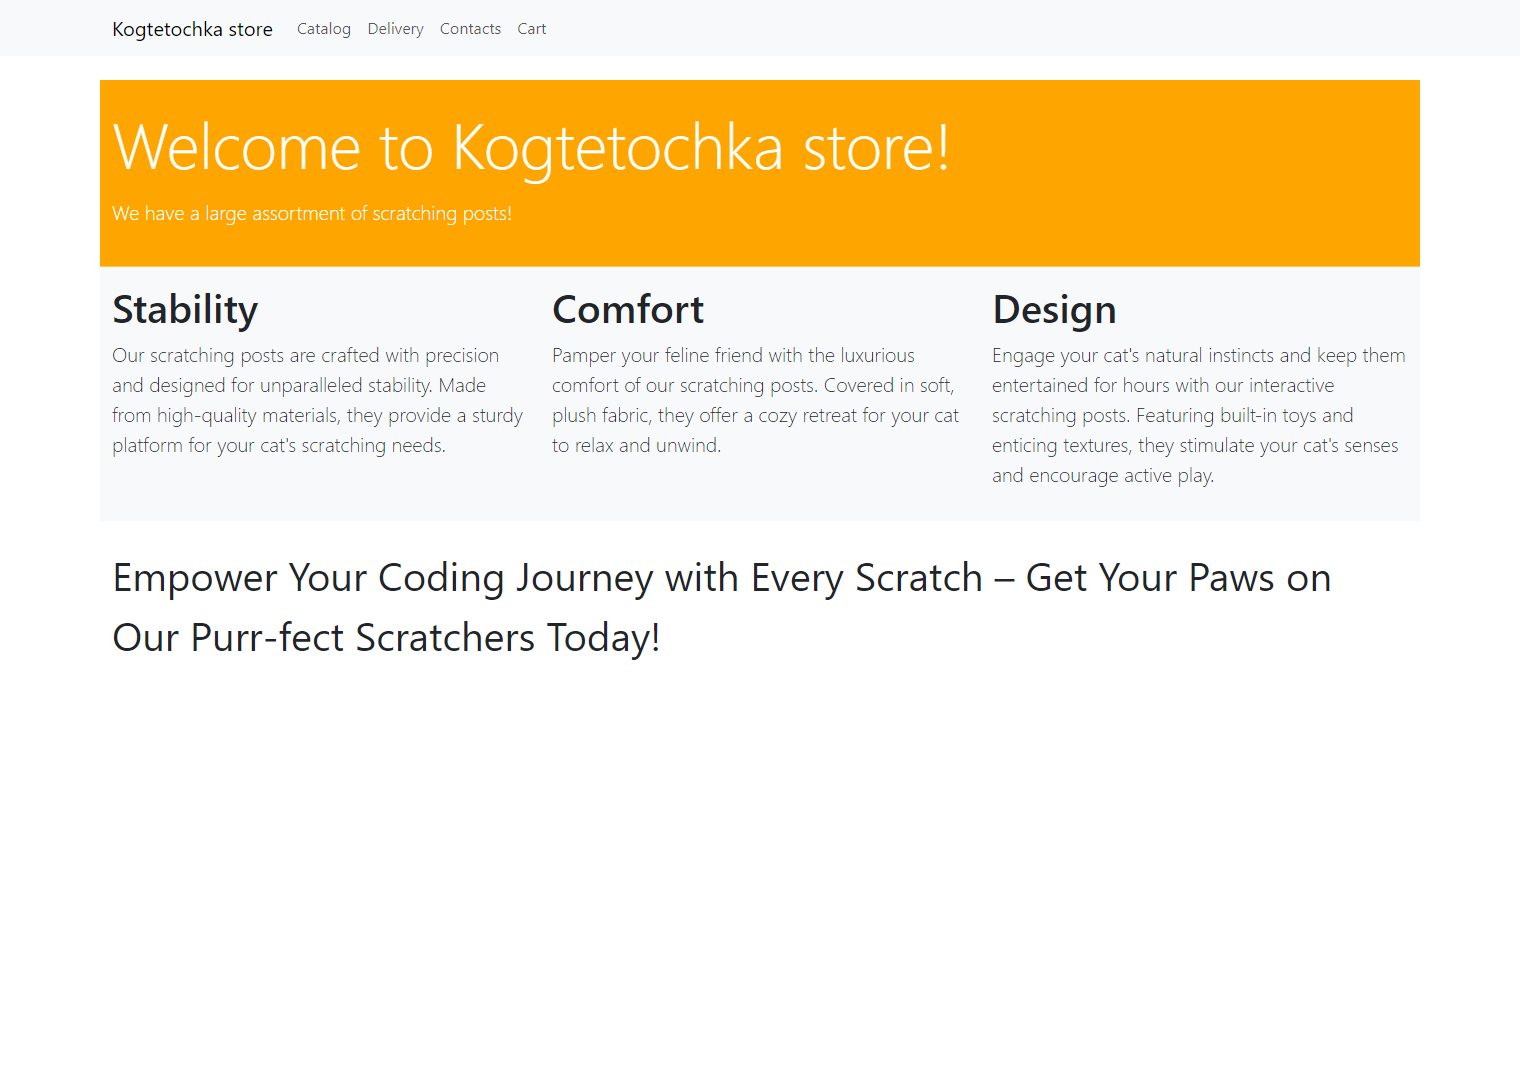 Kogtetochka store Catalog Delivery Contacts Cart
Welcome to Kogtetochka store!
We have a large assortment of scratching posts!
Stability
Our scratching posts are crafted with precision
and designed for unparalleled stability. Made
from high-quality materials, they provide a sturdy
platform for your cat's scratching needs.
Comfort
Pamper your feline friend with the luxurious
comfort of our scratching posts. Covered in soft,
plush fabric, they offer a cozy retreat for your cat
to relax and unwind.
Design
Engage your cat's natural instincts and keep them
entertained for hours with our interactive
scratching posts. Featuring built-in toys and
enticing textures, they stimulate your cat's senses
and encourage active play.
Empower Your Coding Journey with Every Scratch – Get Your Paws on
Our Purr-fect Scratchers Today!